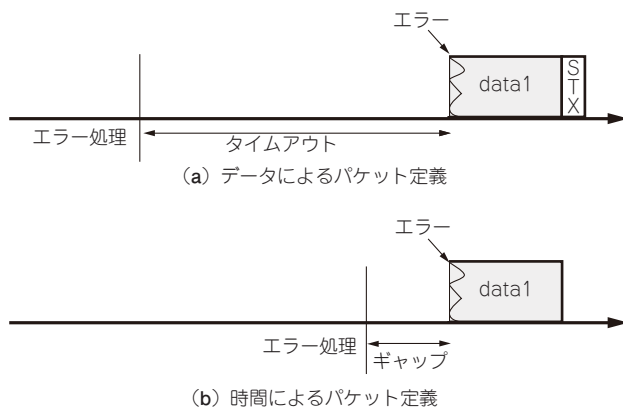 エラー
data1
STX
エラー処理
タイムアウト
（a）データによるパケット定義
エラー
data1
エラー処理
ギャップ
（b）時間によるパケット定義